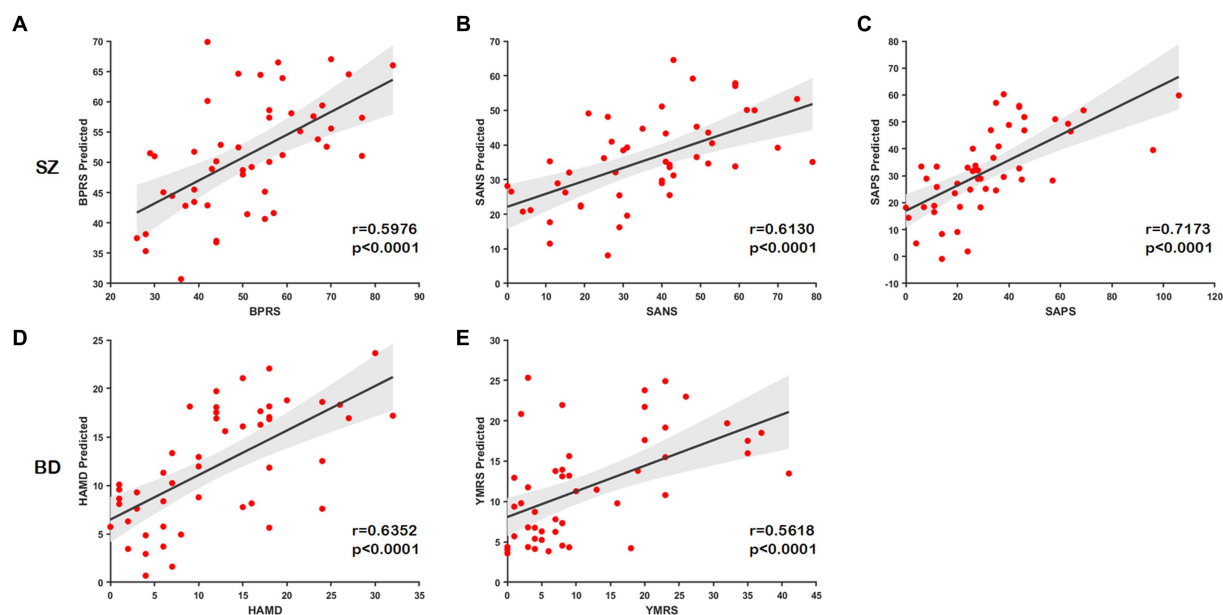 A
B
C
SZ
70
65
60
55
50
45
40
35
30
BPRS Predicted
20 30 40 50 60 70 80 90
BPRS
r=0.5976
p<0.0001
80
70
60
50
40
30
20
10
0
SANS Predicted
0 10 20 30 40 50 60 70 80
SANS
r=0.6130
p<0.0001
80
70
60
50
40
30
20
10
0
-10
SAPS Predicted
0 20 40 60 80 100 120
SAPS
r=0.7173
p<0.0001
D
E
BD
25
20
15
10
5
0
HAMD Predicted
0 5 10 15 20 25 30 35
HAMD
r=0.6352
p<0.0001
30
25
20
15
10
5
0
YMRS Predicted
0 5 10 15 20 25 30 35 40 45
YMRS
r=0.5618
p<0.0001